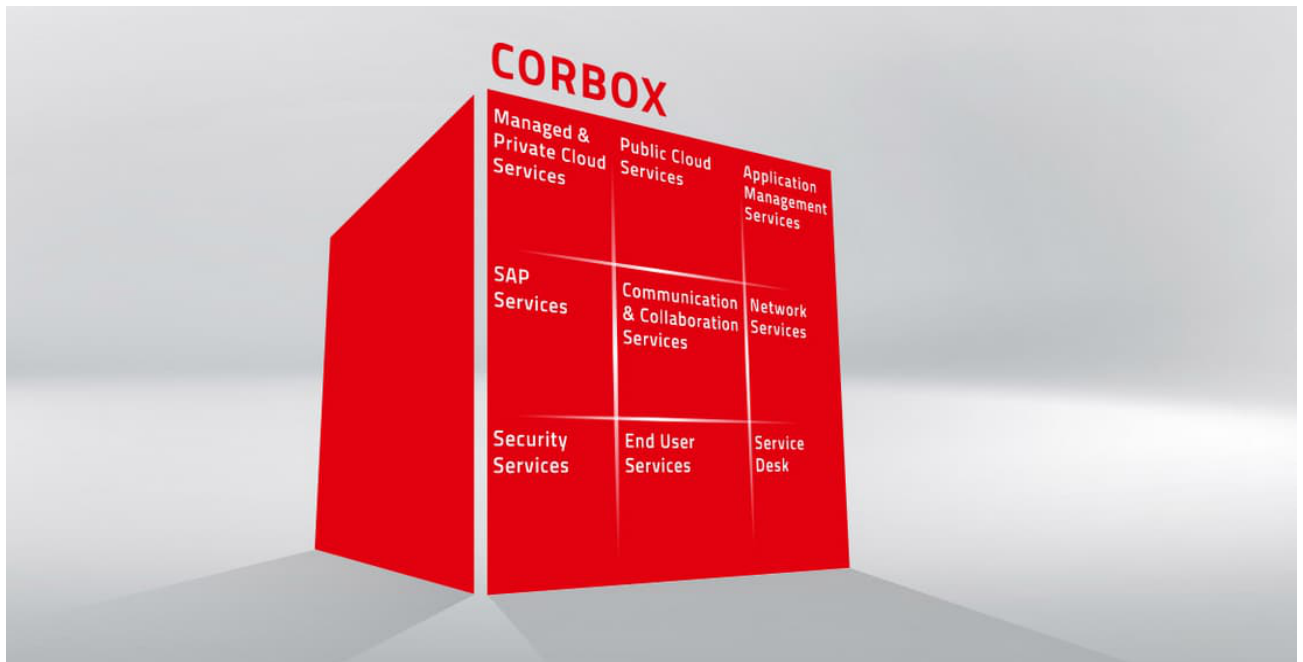 CORBOX
Managed &
Private Cloud
Services
Public Cloud
Services
Application
Management
Services
SAP
Services
Communication
& Collaboration
Services
Network
Services
Security
Services
End User
Services
Service
Desk